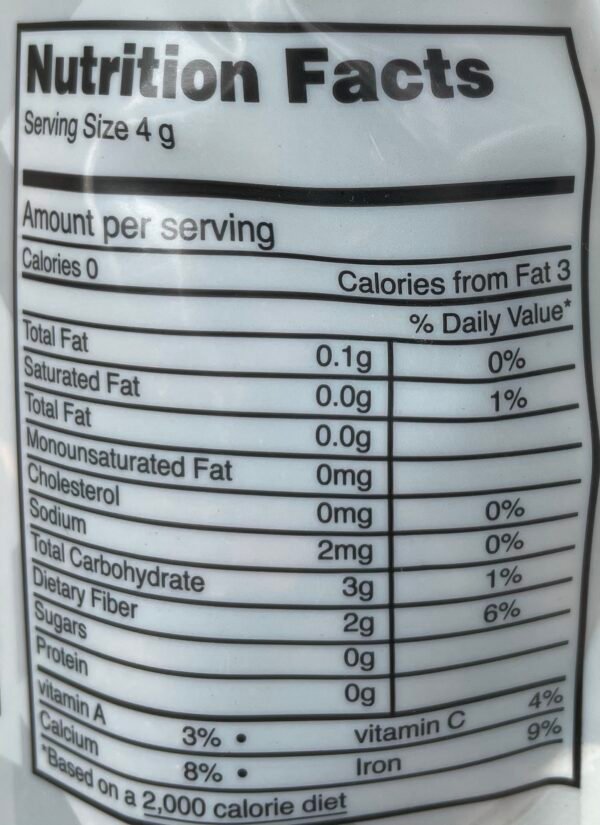 Nutrition Facts
Serving Size 4 g
Amount per serving
Calories 0 Calories from Fat 3
% Daily Value*
Total Fat 0.1g 0%
Saturated Fat 0.0g 1%
Total Fat 0.0g
Monounsaturated Fat 0mg
Cholesterol 0mg 0%
Sodium 2mg 0%
Total Carbohydrate 3g 1%
Dietary Fiber 2g 6%
Sugars 0g
Protein 0g
vitamin A 3% • vitamin C 4%
Calcium 8% • Iron 9%
*Based on a 2,000 calorie diet